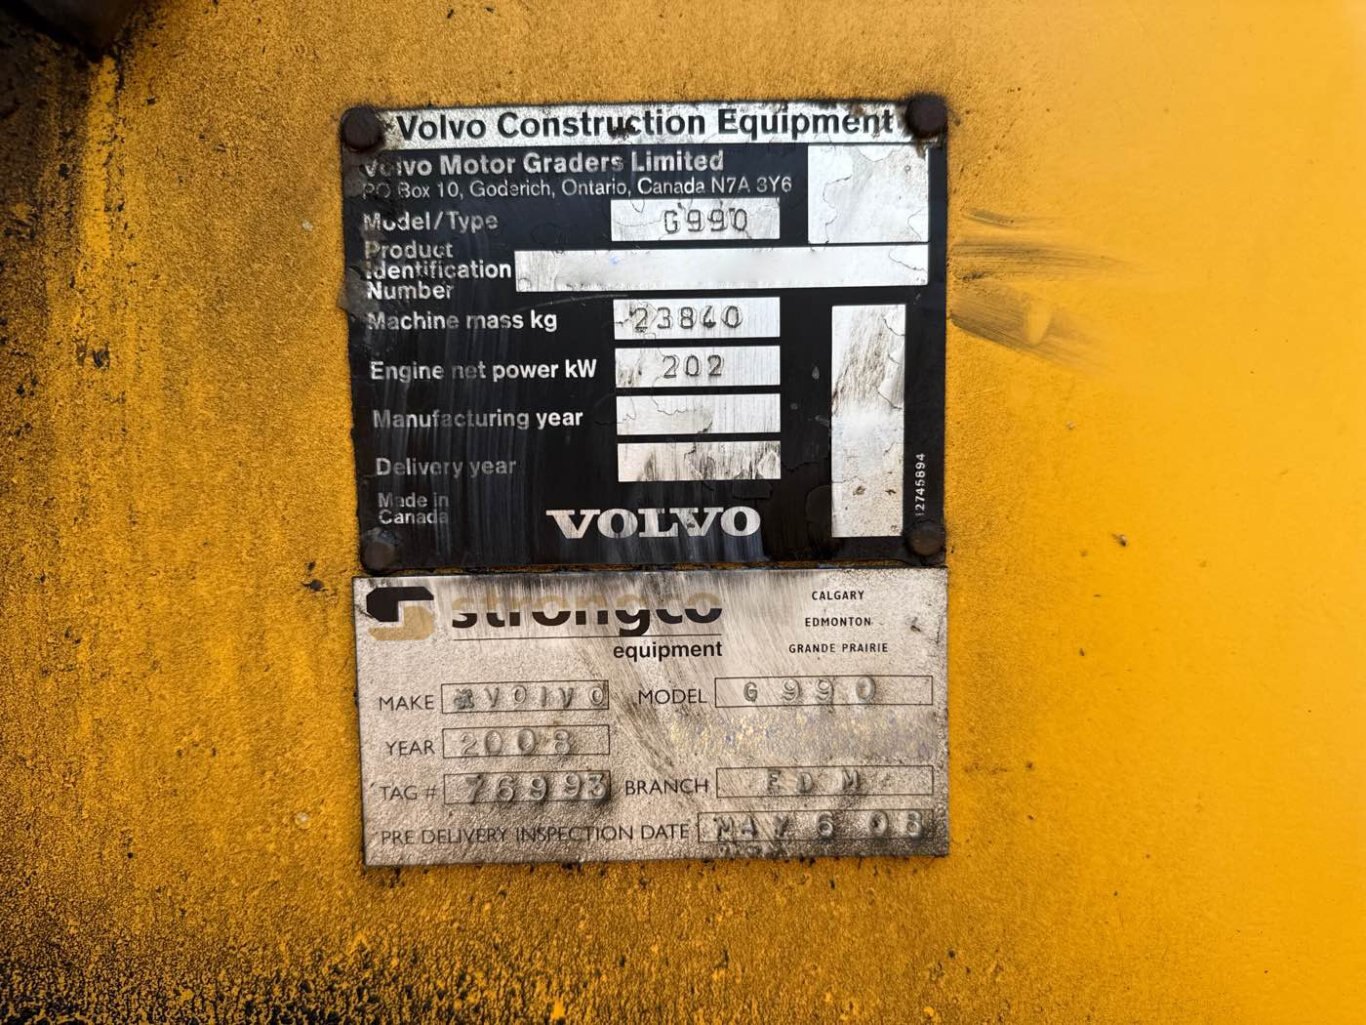 Volvo Construction Equipment
Volvo Motor Graders Limited
PO Box 10, Goderich, Ontario, Canada N7A 3Y6
Model/Type G990
Product
Identification
Number
Machine mass kg 23840
Engine net power kW 202
Manufacturing year
Delivery year
Made in
Canada
VOLVO
12745894
strongco
equipment
CALGARY
EDMONTON
GRANDE PRAIRIE
MAKE VOLVO MODEL G990
YEAR 2008
TAG # 76993 BRANCH EDM
PRE DELIVERY INSPECTION DATE MAY 6 08